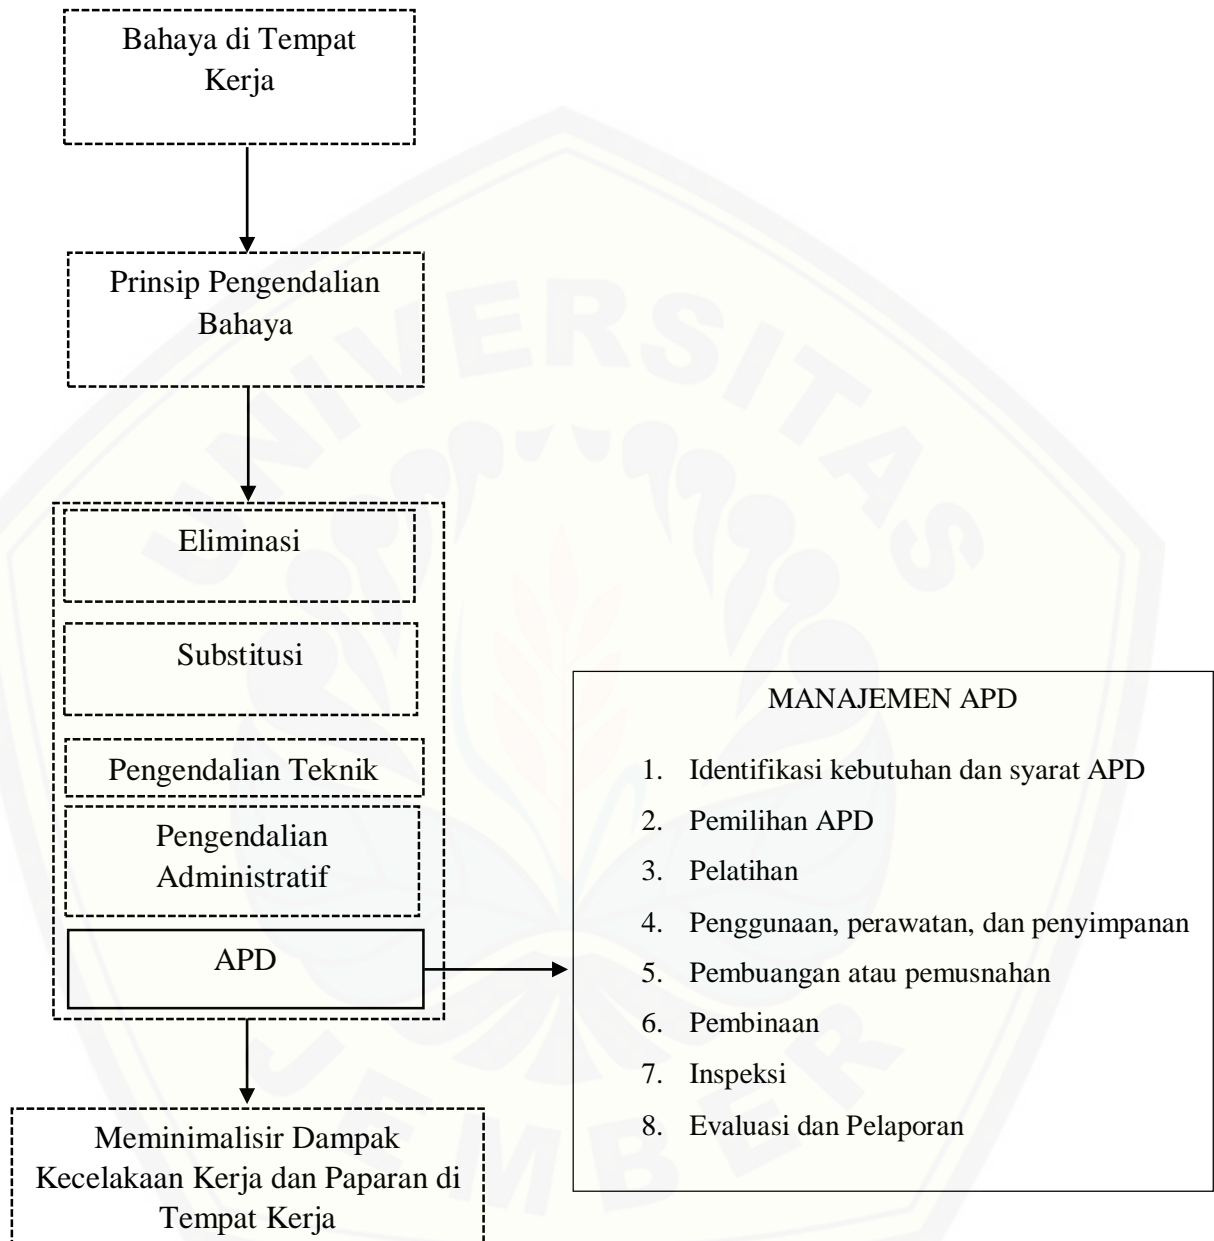 Bahaya di Tempat
Kerja
Prinsip Pengendalian
Bahaya
Eliminasi
Substitusi
Pengendalian Teknik
Pengendalian
Administratif
APD
MANAJEMEN APD
1. Identifikasi kebutuhan dan syarat APD
2. Pemilihan APD
3. Pelatihan
4. Penggunaan, perawatan, dan penyimpanan
5. Pembuangan atau pemusnahan
6. Pembinaan
7. Inspeksi
8. Evaluasi dan Pelaporan
Meminimalisir Dampak
Kecelakaan Kerja dan Paparan di
Tempat Kerja
UNIVERSITAS
JEMBER